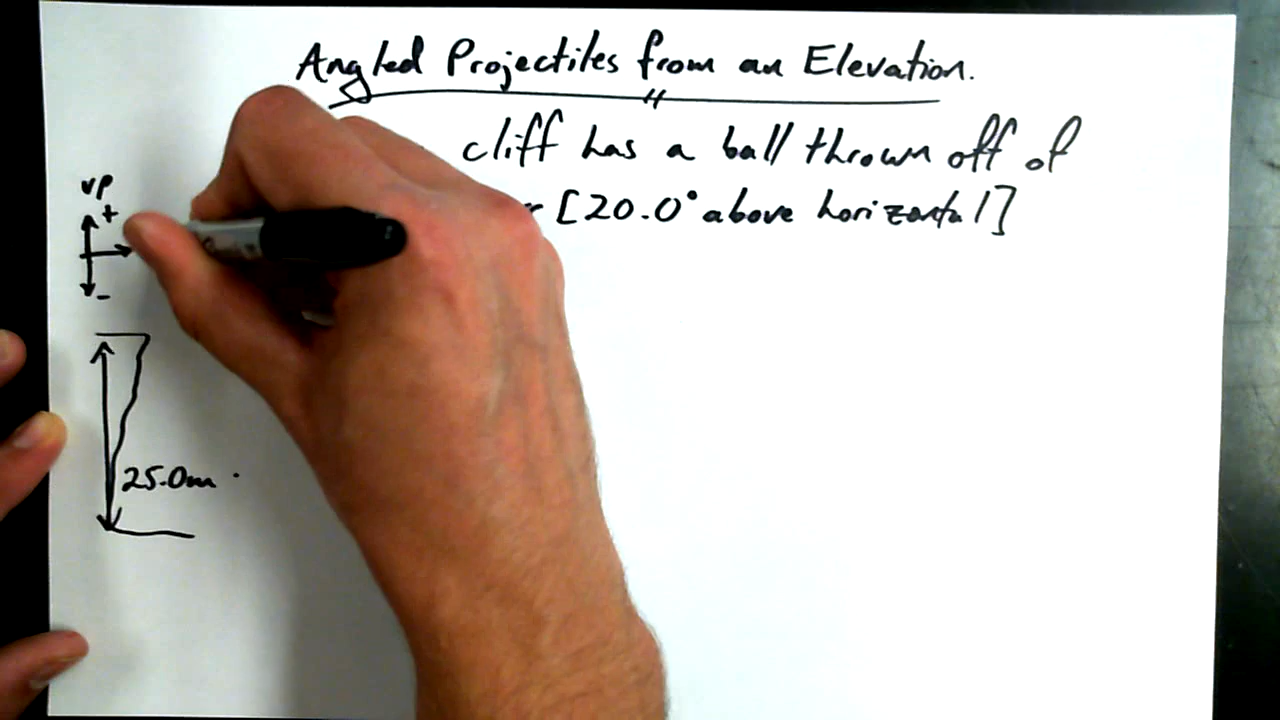 Angled Projectiles from an Elevation.
cliff has a ball thrown off of
[20.0° above horizontal]
up
+
-
25.0m